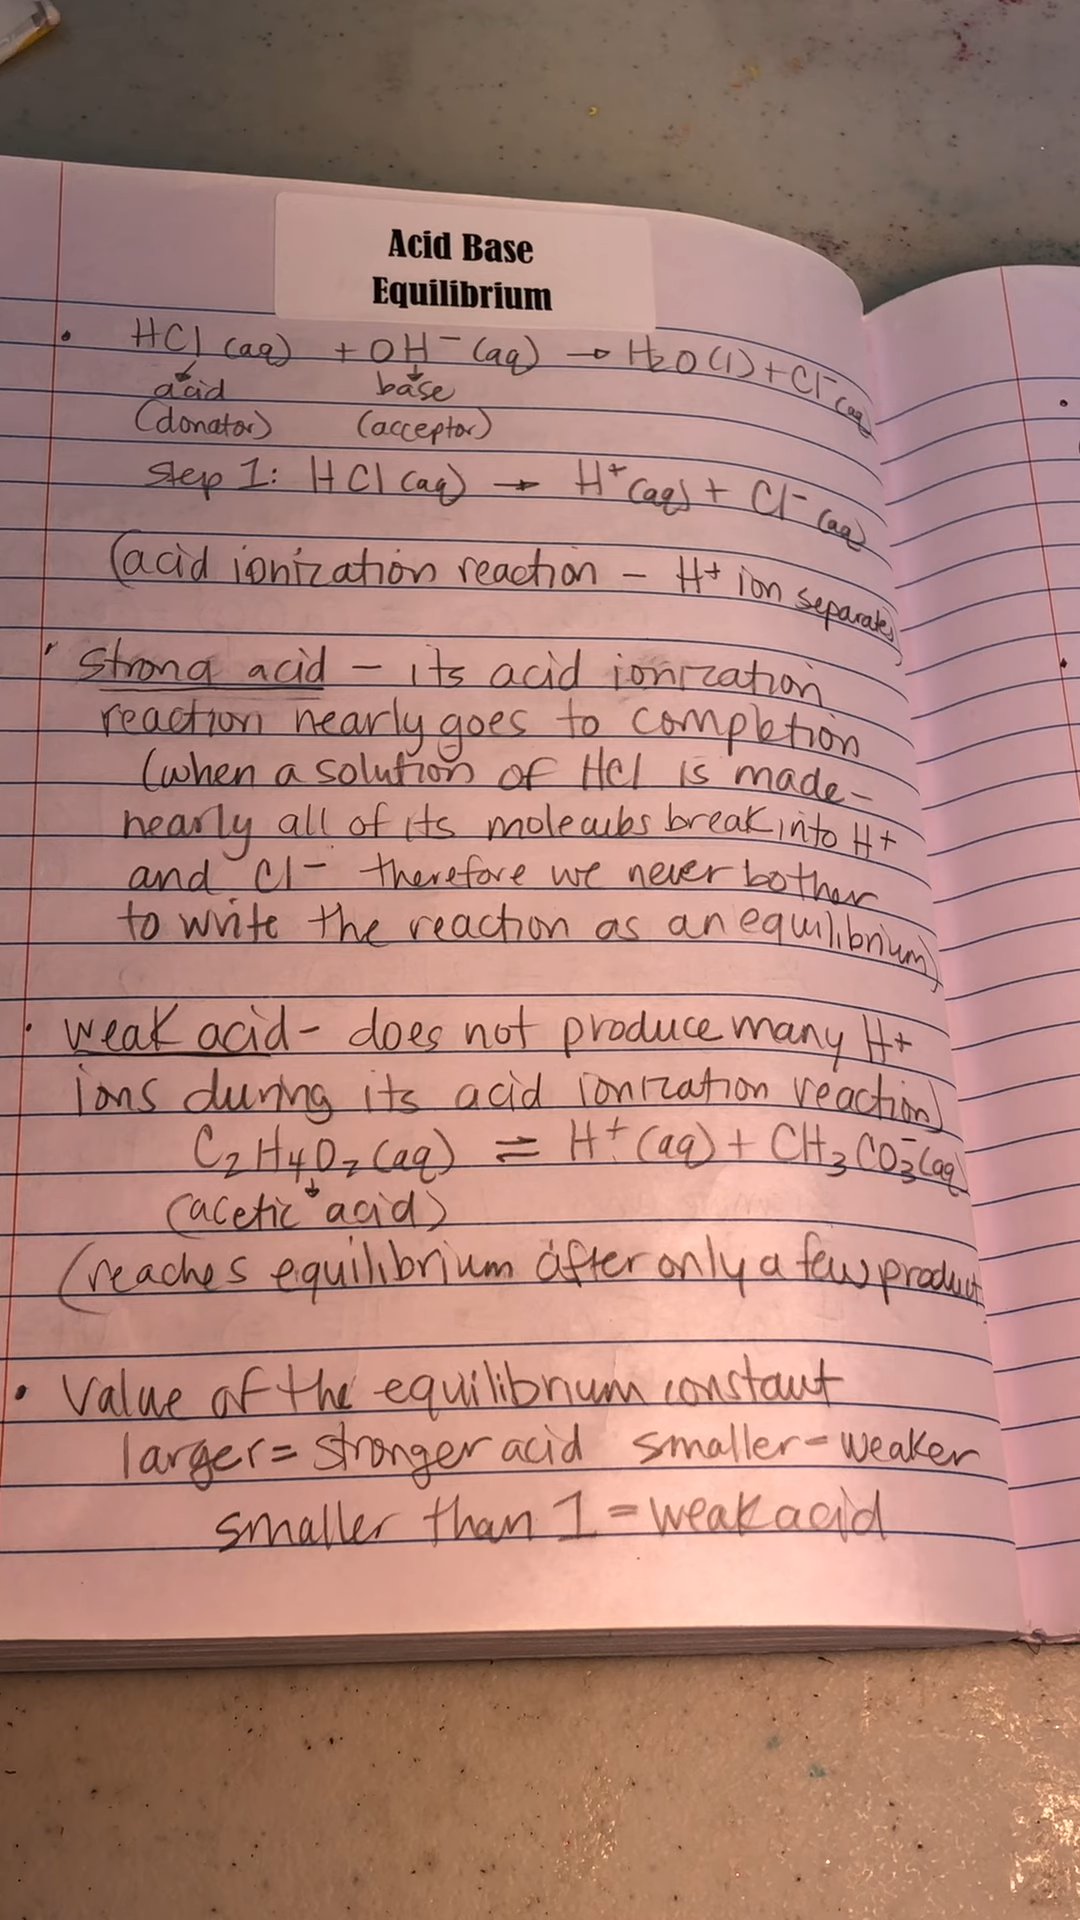 Acid Base
Equilibrium
• HCl (aq) + OH⁻ (aq) → H₂O (l) + Cl⁻ (aq)
acid base
(donator) (acceptor)
Step 1: HCl (aq) → H⁺ (aq) + Cl⁻ (aq)
(acid ionization reaction – H+ ion separates)
• Strong acid – its acid ionization
reaction nearly goes to completion
(when a solution of HCl is made –
nearly all of its molecules break into H+
and Cl⁻ therefore we never bother
to write the reaction as an equilibrium)
• weak acid – does not produce many H+
ions during its acid ionization reaction)
C₂H₄O₂ (aq) ⇌ H⁺ (aq) + CH₃CO₃⁻ (aq)
(acetic acid)
(reaches equilibrium after only a few product
• Value of the equilibrium constant
larger = stronger acid smaller = weaker
smaller than 1 = weak acid